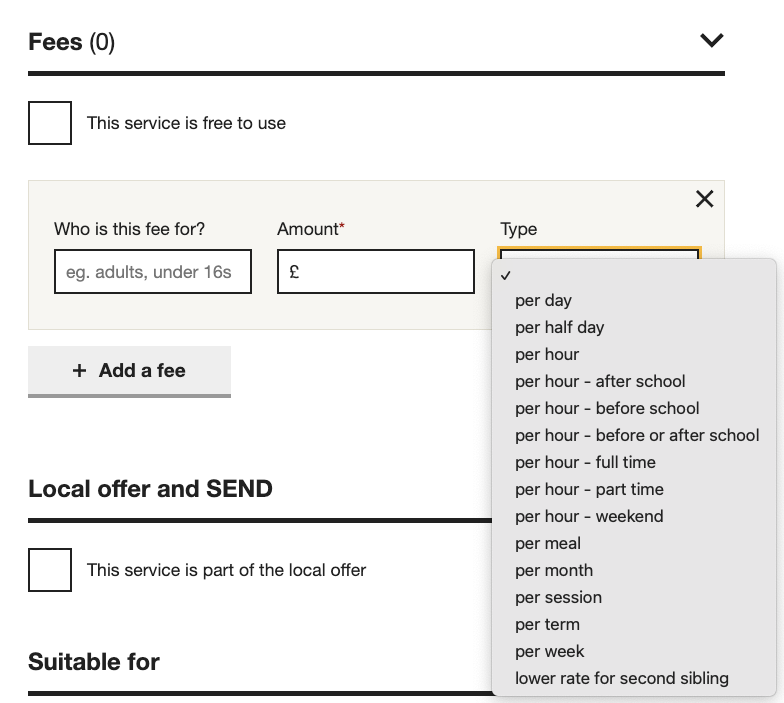 Fees (0)
This service is free to use
Who is this fee for?
Amount*
Type
eg. adults, under 16s
£
per day
per half day
per hour
per hour - after school
per hour - before school
per hour - before or after school
per hour - full time
per hour - part time
per hour - weekend
per meal
per month
per session
per term
per week
lower rate for second sibling
+ Add a fee
Local offer and SEND
This service is part of the local offer
Suitable for